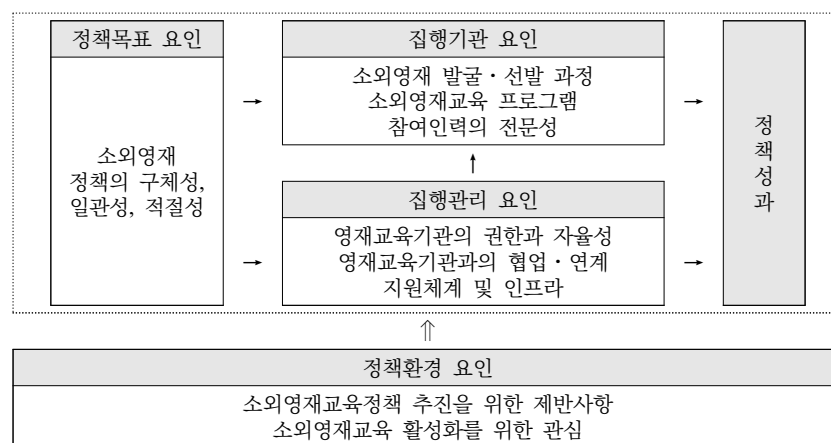 정책목표 요인
소외영재
정책의 구체성,
일관성, 적절성
→
→
집행기관 요인
소외영재 발굴・선발 과정
소외영재교육 프로그램
참여인력의 전문성
↑
집행관리 요인
영재교육기관의 권한과 자율성
영재교육기관과의 협업・연계
지원체계 및 인프라
→
→
정
책
성
과
⇑
정책환경 요인
소외영재교육정책 추진을 위한 제반사항
소외영재교육 활성화를 위한 관심